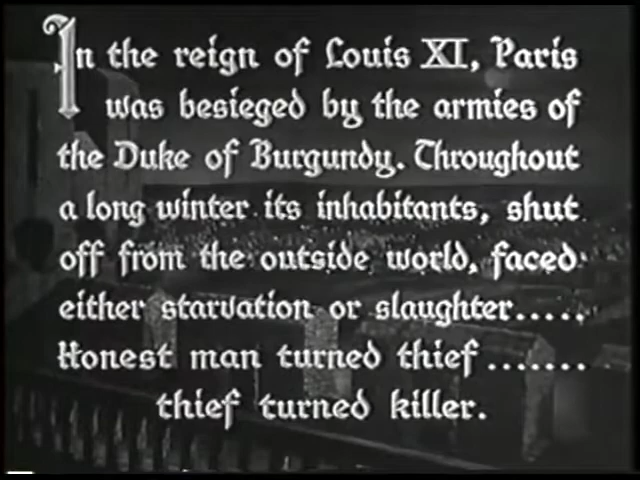 In the reign of Louis XI, Paris
was besieged by the armies of
the Duke of Burgundy. Throughout
a long winter its inhabitants, shut
off from the outside world, faced
either starvation or slaughter.....
Honest man turned thief.......
thief turned killer.